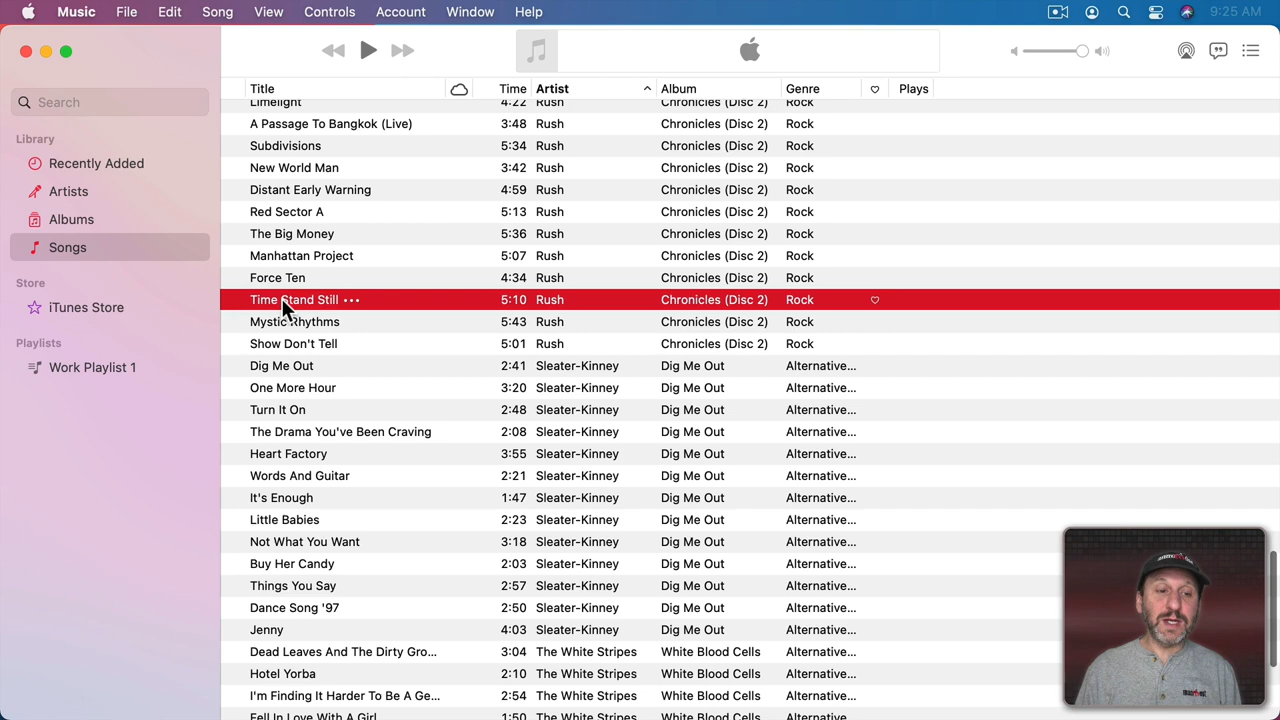 Music File Edit Song View Controls Account Window Help 9:25 AM
Search
Library
Recently Added
Artists
Albums
Songs
Store
iTunes Store
Playlists
Work Playlist 1
Title Time Artist Album Genre Plays
Limelight 4:22 Rush Chronicles (Disc 2) Rock
A Passage To Bangkok (Live) 3:48 Rush Chronicles (Disc 2) Rock
Subdivisions 5:34 Rush Chronicles (Disc 2) Rock
New World Man 3:42 Rush Chronicles (Disc 2) Rock
Distant Early Warning 4:59 Rush Chronicles (Disc 2) Rock
Red Sector A 5:13 Rush Chronicles (Disc 2) Rock
The Big Money 5:36 Rush Chronicles (Disc 2) Rock
Manhattan Project 5:07 Rush Chronicles (Disc 2) Rock
Force Ten 4:34 Rush Chronicles (Disc 2) Rock
Time Stand Still ••• 5:10 Rush Chronicles (Disc 2) Rock
Mystic Rhythms 5:43 Rush Chronicles (Disc 2) Rock
Show Don't Tell 5:01 Rush Chronicles (Disc 2) Rock
Dig Me Out 2:41 Sleater-Kinney Dig Me Out Alternative...
One More Hour 3:20 Sleater-Kinney Dig Me Out Alternative...
Turn It On 2:48 Sleater-Kinney Dig Me Out Alternative...
The Drama You've Been Craving 2:08 Sleater-Kinney Dig Me Out Alternative...
Heart Factory 3:55 Sleater-Kinney Dig Me Out Alternative...
Words And Guitar 2:21 Sleater-Kinney Dig Me Out Alternative...
It's Enough 1:47 Sleater-Kinney Dig Me Out Alternative...
Little Babies 2:23 Sleater-Kinney Dig Me Out Alternative...
Not What You Want 3:18 Sleater-Kinney Dig Me Out Alternative...
Buy Her Candy 2:03 Sleater-Kinney Dig Me Out Alternative...
Things You Say 2:57 Sleater-Kinney Dig Me Out Alternative...
Dance Song '97 2:50 Sleater-Kinney Dig Me Out Alternative...
Jenny 4:03 Sleater-Kinney Dig Me Out Alternative...
Dead Leaves And The Dirty Gro... 3:04 The White Stripes White Blood Cells Alternative...
Hotel Yorba 2:10 The White Stripes White Blood Cells Alternative...
I'm Finding It Harder To Be A Ge... 2:54 The White Stripes White Blood Cells Alternative...
Fell In Love With A Girl 1:50 The White Stripes White Blood Cells Alternative...